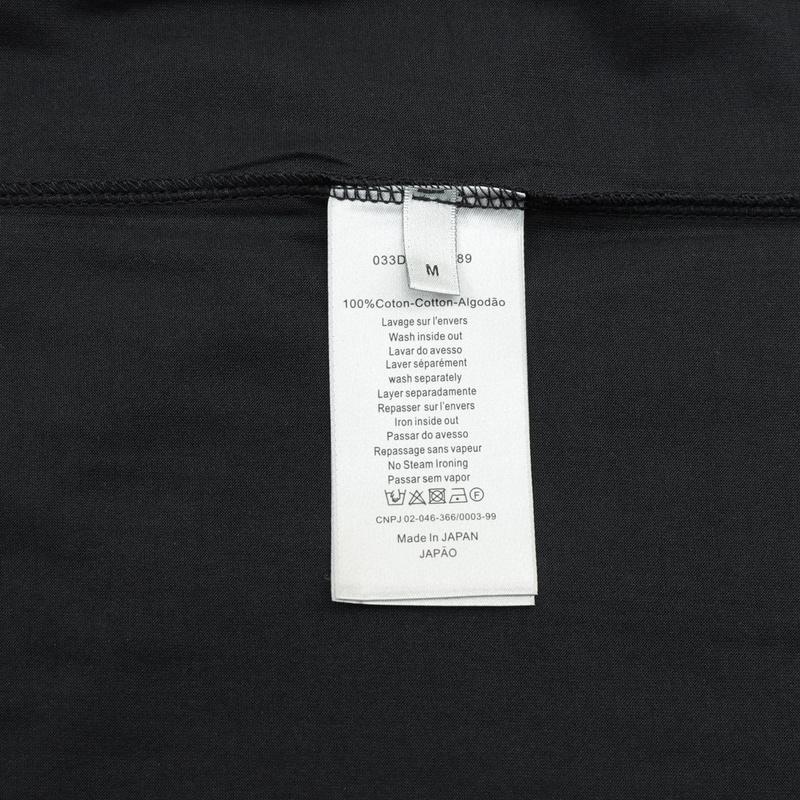 033D 89
M
100%Coton-Cotton-Algodão
Lavage sur l'envers
Wash inside out
Lavar do avesso
Laver séparément
wash separately
Layer separadamente
Repasser sur l'envers
Iron inside out
Passar do avesso
Repassage sans vapeur
No Steam Ironing
Passar sem vapor
F
CNPJ 02-046-366/0003-99
Made In JAPAN
JAPÃO